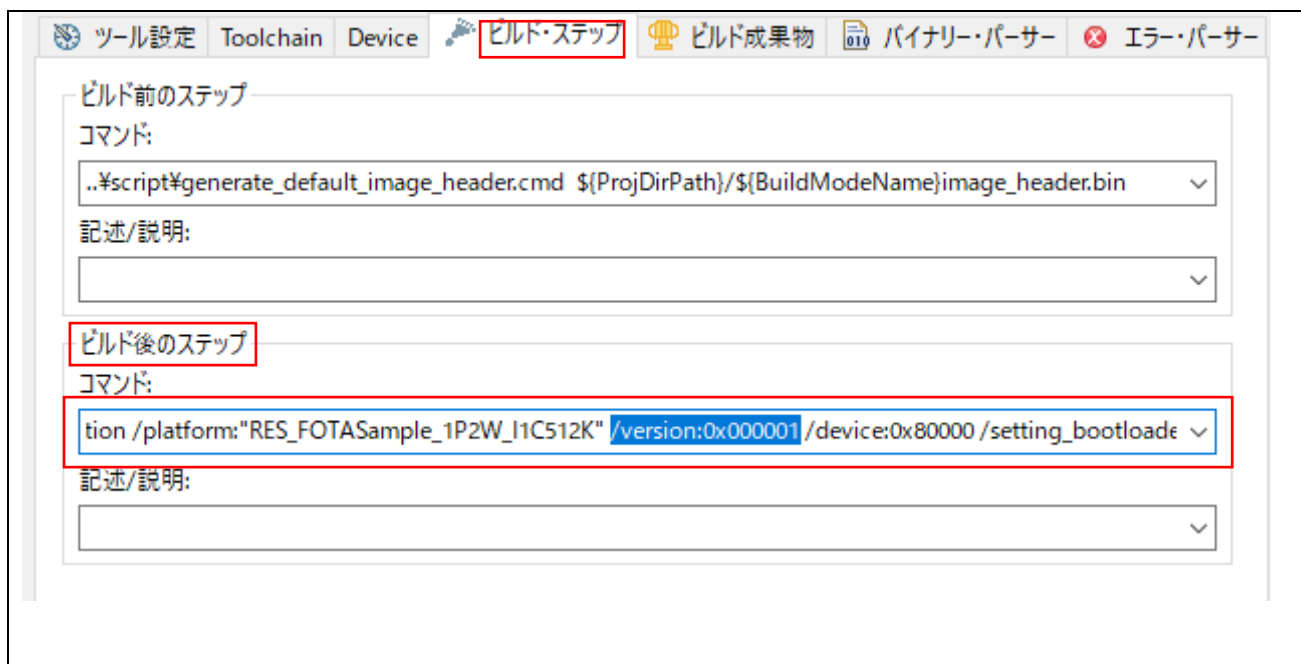 ツール設定 Toolchain Device ビルド・ステップ ビルド成果物 バイナリー・パーサー エラー・パーサー
ビルド前のステップ
コマンド:
..¥script¥generate_default_image_header.cmd ${ProjDirPath}/${BuildModeName}image_header.bin
記述/説明:
ビルド後のステップ
コマンド:
tion /platform:"RES_FOTASample_1P2W_I1C512K" /version:0x000001 /device:0x80000 /setting_bootloade
記述/説明: